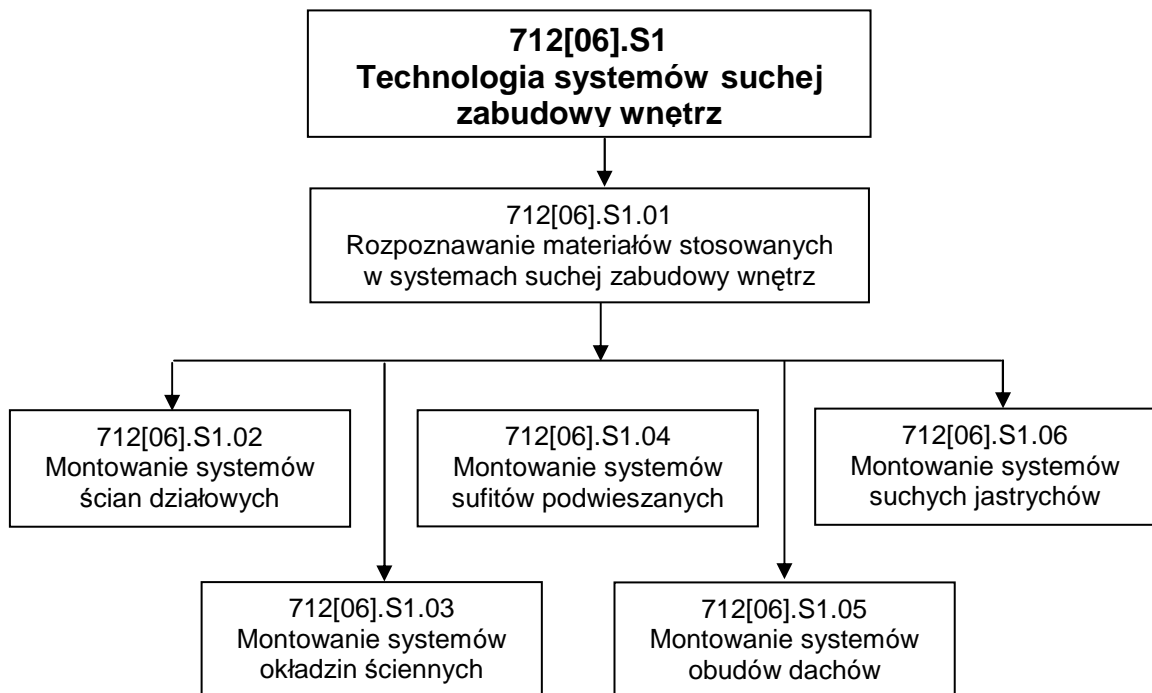 712[06].S1
Technologia systemów suchej
zabudowy wnętrz
712[06].S1.01
Rozpoznawanie materiałów stosowanych
w systemach suchej zabudowy wnętrz
712[06].S1.02
Montowanie systemów
ścian działowych
712[06].S1.04
Montowanie systemów
sufitów podwieszanych
712[06].S1.06
Montowanie systemów
suchych jastrychów
712[06].S1.03
Montowanie systemów
okładzin ściennych
712[06].S1.05
Montowanie systemów
obudów dachów